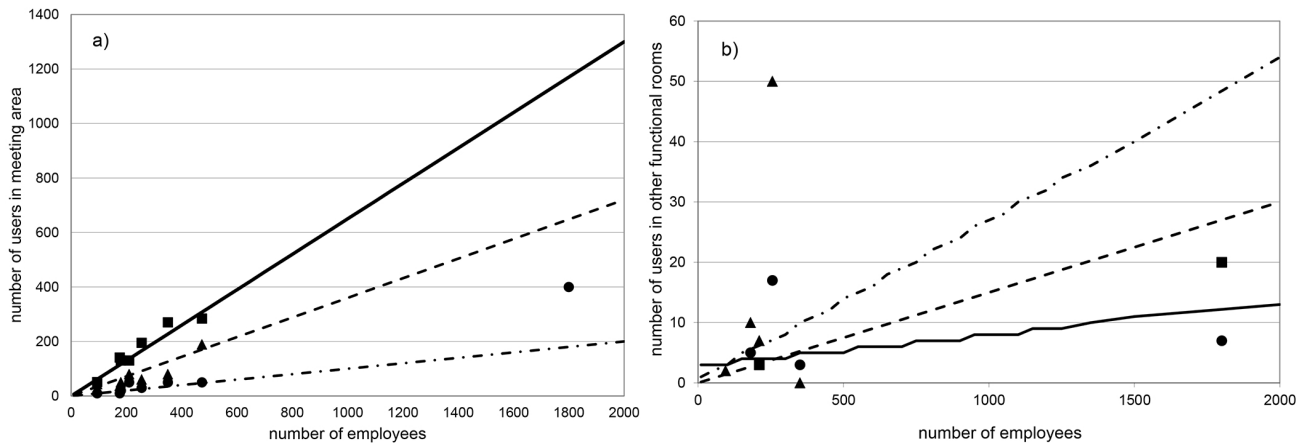 a)
number of users in meeting area
1400
1200
1000
800
600
400
200
0
0 200 400 600 800 1000 1200 1400 1600 1800 2000
number of employees
b)
number of users in other functional rooms
60
50
40
30
20
10
0
0 500 1000 1500 2000
number of employees